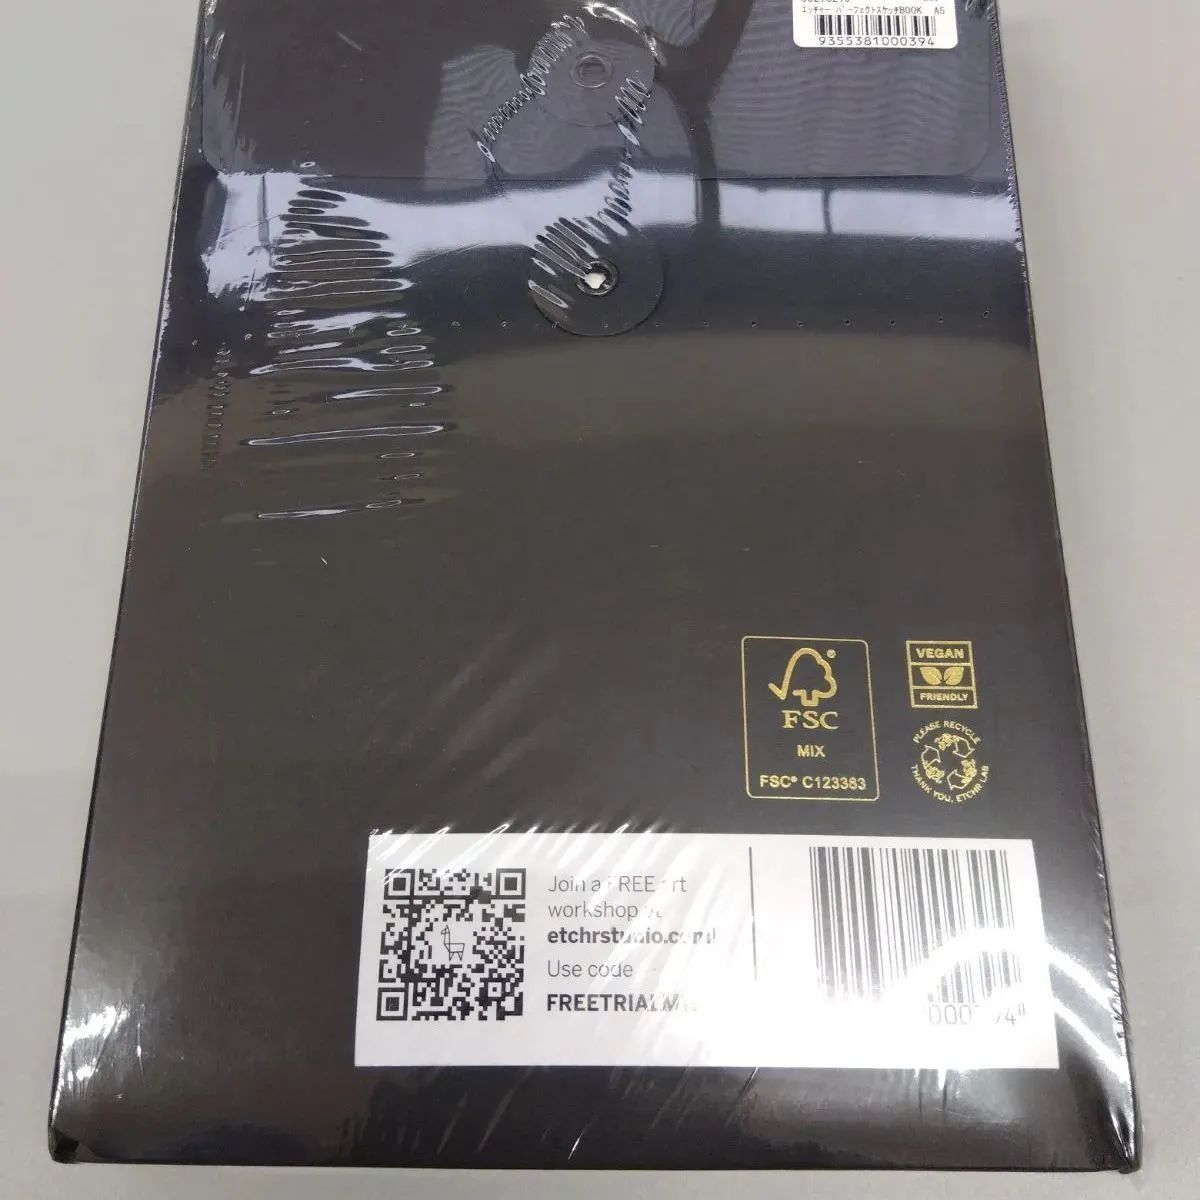 エッチャー パーフェクトスケッチBOOK A5
9355381000394
VEGAN
FRIENDLY
FSC
MIX
FSC® C123383
PLEASE RECYCLE
THANK YOU, ETCHR LAB
Join a FREE
workshop
etchrstudio.com
Use code